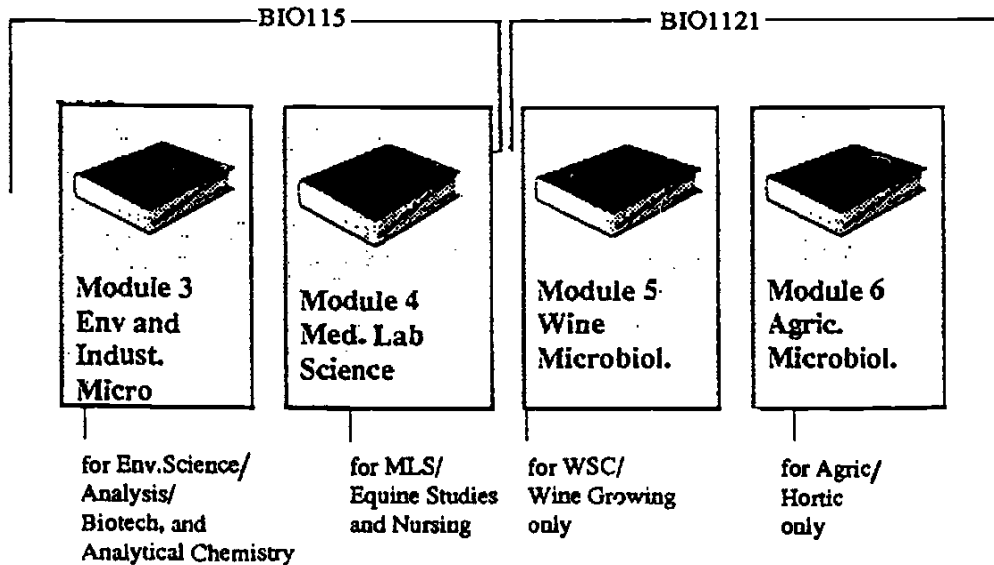 BIO115
BIO1121
Module 3
Env and
Indust.
Micro
Module 4
Med. Lab
Science
Module 5
Wine
Microbiol.
Module 6
Agric.
Microbiol.
for Env.Science/
Analysis/
Biotech, and
Analytical Chemistry
for MLS/
Equine Studies
and Nursing
for WSC/
Wine Growing
only
for Agric/
Hortic
only